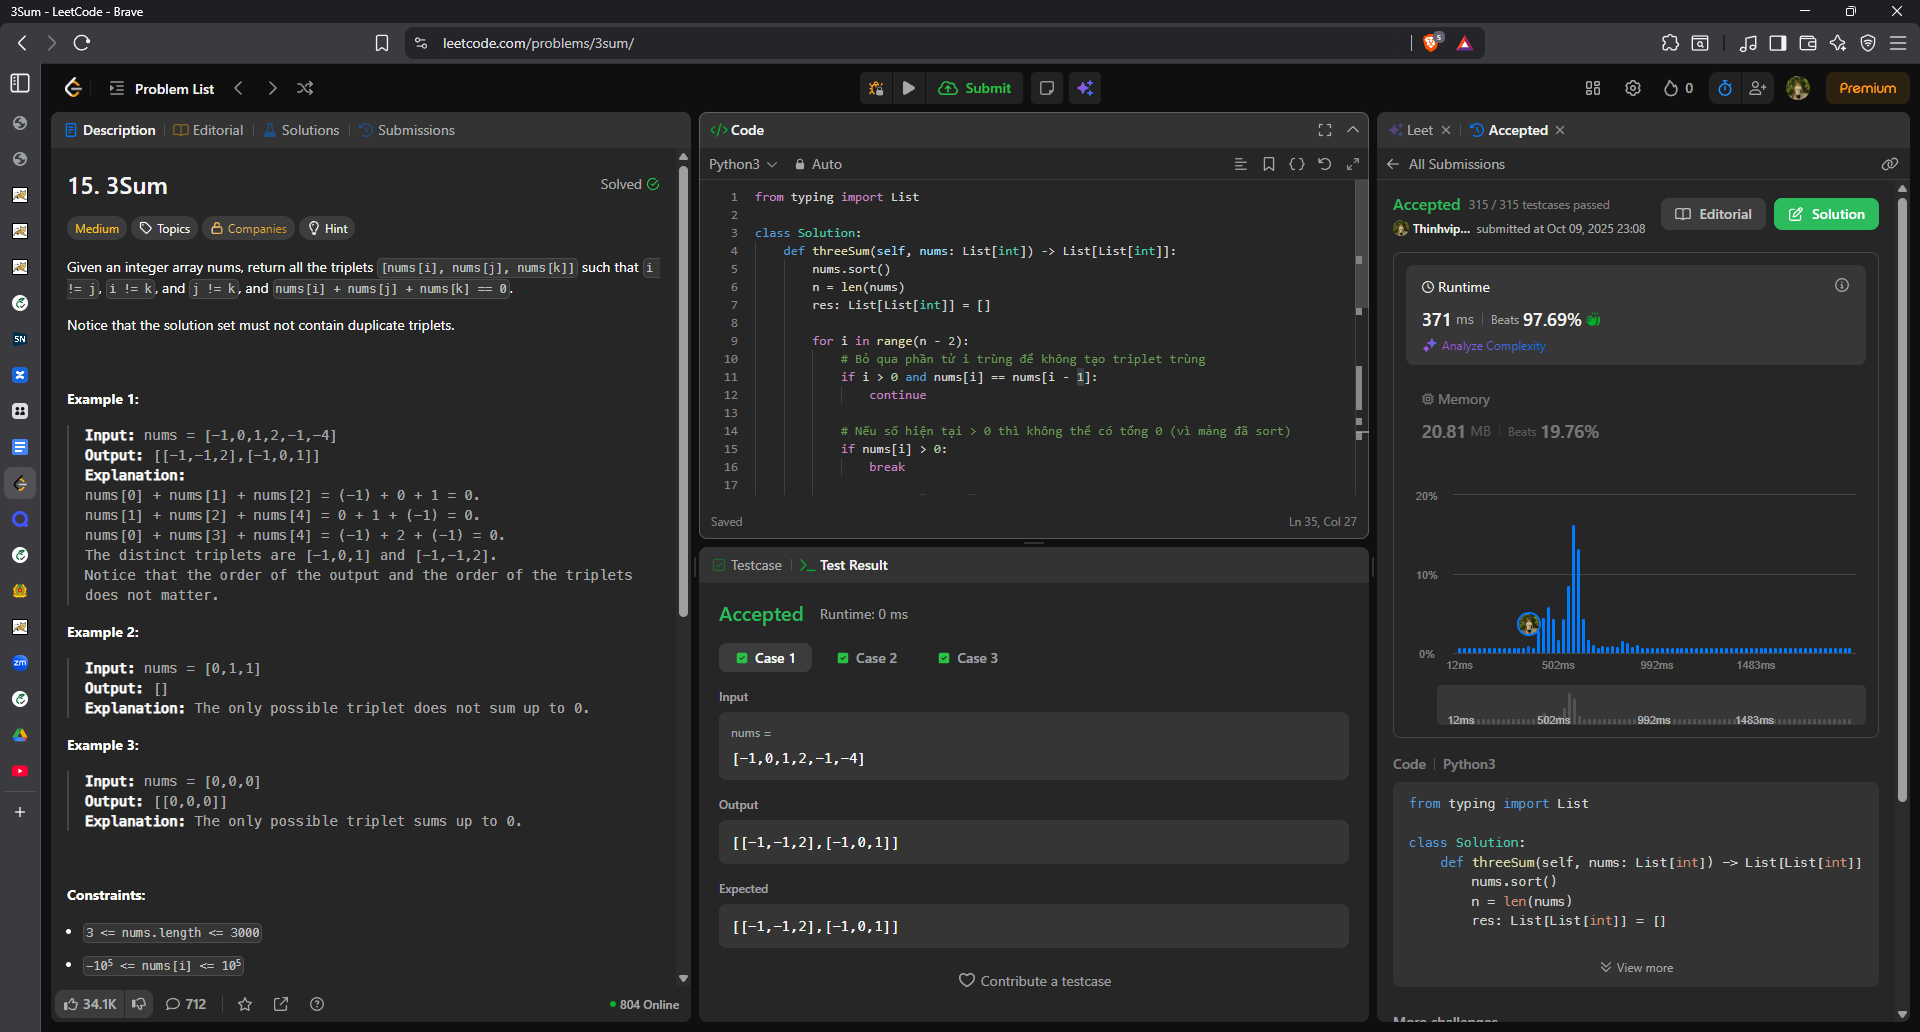 3Sum - LeetCode - Brave
leetcode.com/problems/3sum/
5
Problem List
Submit
0
Premium
Description
Editorial
Solutions
Submissions
15. 3Sum
Solved
Medium
Topics
Companies
Hint
Given an integer array nums, return all the triplets [nums[i], nums[j], nums[k]] such that i
!= j, i != k, and j != k, and nums[i] + nums[j] + nums[k] == 0.
Notice that the solution set must not contain duplicate triplets.
Example 1:
Input: nums = [-1,0,1,2,-1,-4]
Output: [[-1,-1,2],[-1,0,1]]
Explanation:
nums[0] + nums[1] + nums[2] = (-1) + 0 + 1 = 0.
nums[1] + nums[2] + nums[4] = 0 + 1 + (-1) = 0.
nums[0] + nums[3] + nums[4] = (-1) + 2 + (-1) = 0.
The distinct triplets are [-1,0,1] and [-1,-1,2].
Notice that the order of the output and the order of the triplets
does not matter.
Example 2:
Input: nums = [0,1,1]
Output: []
Explanation: The only possible triplet does not sum up to 0.
Example 3:
Input: nums = [0,0,0]
Output: [[0,0,0]]
Explanation: The only possible triplet sums up to 0.
Constraints:
• 3 <= nums.length <= 3000
• -10⁵ <= nums[i] <= 10⁵
34.1K
712
804 Online
SN
zm
Code
Python3
Auto
1 from typing import List
2
3 class Solution:
4 def threeSum(self, nums: List[int]) -> List[List[int]]:
5 nums.sort()
6 n = len(nums)
7 res: List[List[int]] = []
8
9 for i in range(n - 2):
10 # Bỏ qua phần tử i trùng để không tạo triplet trùng
11 if i > 0 and nums[i] == nums[i - 1]:
12 continue
13
14 # Nếu số hiện tại > 0 thì không thể có tổng 0 (vì mảng đã sort)
15 if nums[i] > 0:
16 break
17
Saved
Ln 35, Col 27
Testcase
Test Result
Accepted
Runtime: 0 ms
Case 1
Case 2
Case 3
Input
nums =
[-1,0,1,2,-1,-4]
Output
[[-1,-1,2],[-1,0,1]]
Expected
[[-1,-1,2],[-1,0,1]]
Contribute a testcase
Leet
Accepted
All Submissions
Accepted 315 / 315 testcases passed
Thinhvip... submitted at Oct 09, 2025 23:08
Editorial
Solution
Runtime
371 ms Beats 97.69%
Analyze Complexity
Memory
20.81 MB Beats 19.76%
20%
10%
0%
12ms 502ms 992ms 1483ms
12ms 502ms 992ms 1483ms
Code Python3
from typing import List
class Solution:
def threeSum(self, nums: List[int]) -> List[List[int]]
nums.sort()
n = len(nums)
res: List[List[int]] = []
View more
More challenges